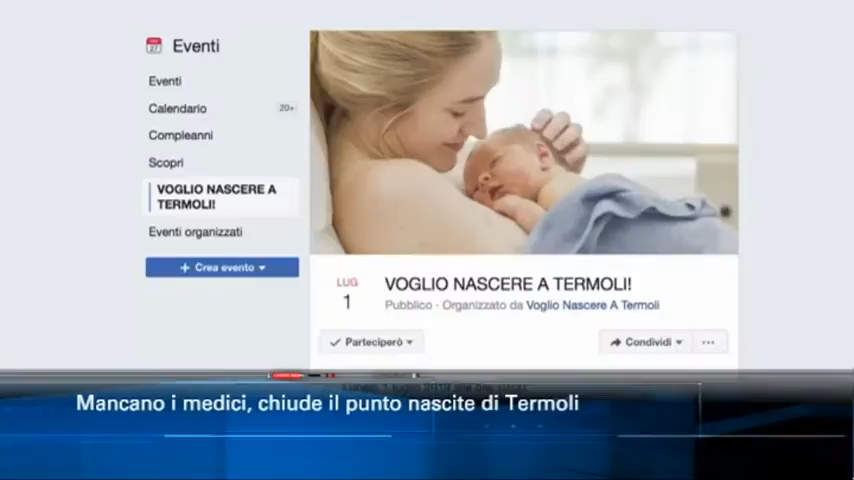 Eventi
Eventi
Calendario 20+
Compleanni
Scopri
VOGLIO NASCERE A
TERMOLI!
Eventi organizzati
+ Crea evento
LUG
1
VOGLIO NASCERE A TERMOLI!
Pubblico · Organizzato da Voglio Nascere A Termoli
Parteciperò
Condividi
Mancano i medici, chiude il punto nascite di Termoli